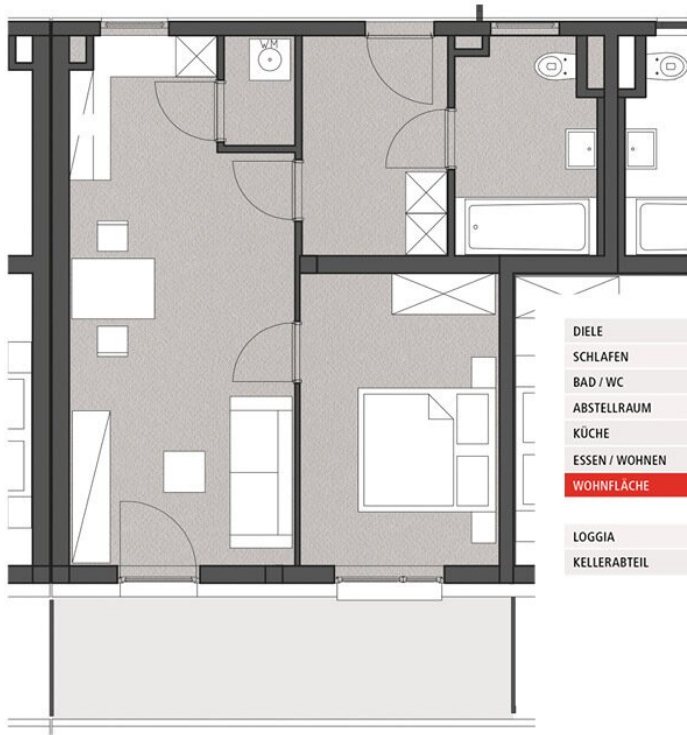 WM
DIELE
SCHLAFEN
BAD / WC
ABSTELLRAUM
KÜCHE
ESSEN / WOHNEN
WOHNFLÄCHE
LOGGIA
KELLERABTEIL